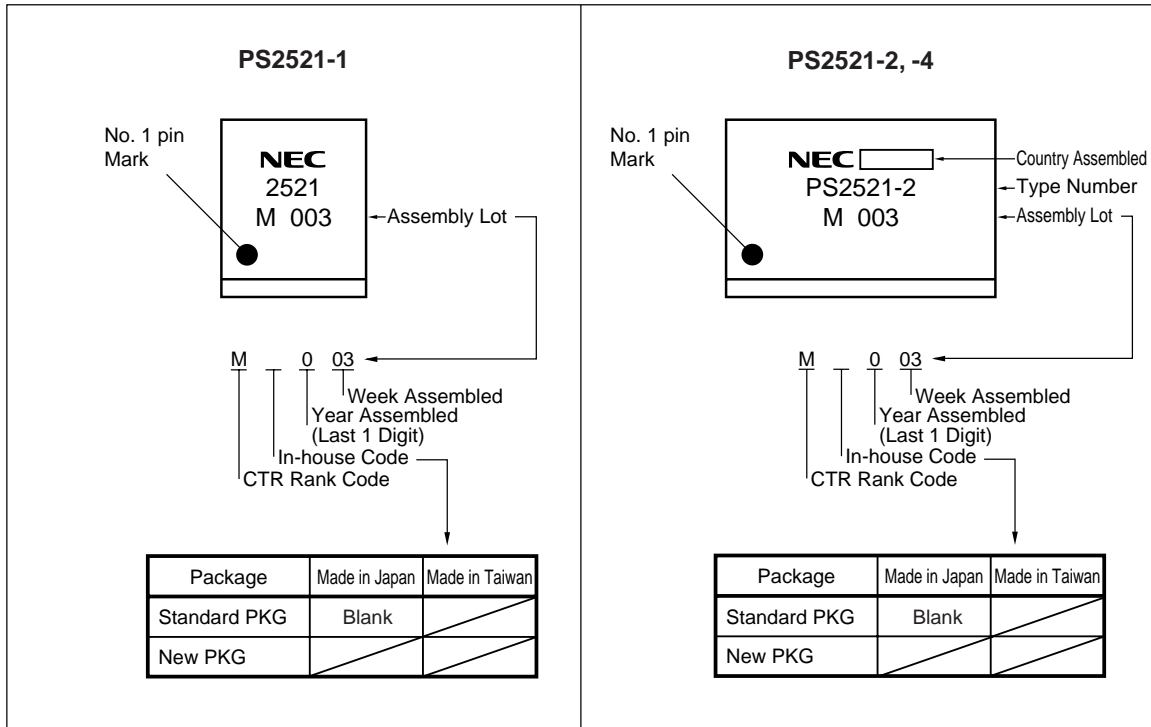 PS2521-1
No. 1 pin
Mark
NEC
2521
M 003
Assembly Lot
M 0 03
Week Assembled
Year Assembled
(Last 1 Digit)
In-house Code
CTR Rank Code
Package Made in Japan Made in Taiwan
Standard PKG Blank
New PKG
PS2521-2, -4
No. 1 pin
Mark
NEC
Country Assembled
PS2521-2
Type Number
M 003
Assembly Lot
M 0 03
Week Assembled
Year Assembled
(Last 1 Digit)
In-house Code
CTR Rank Code
Package Made in Japan Made in Taiwan
Standard PKG Blank
New PKG